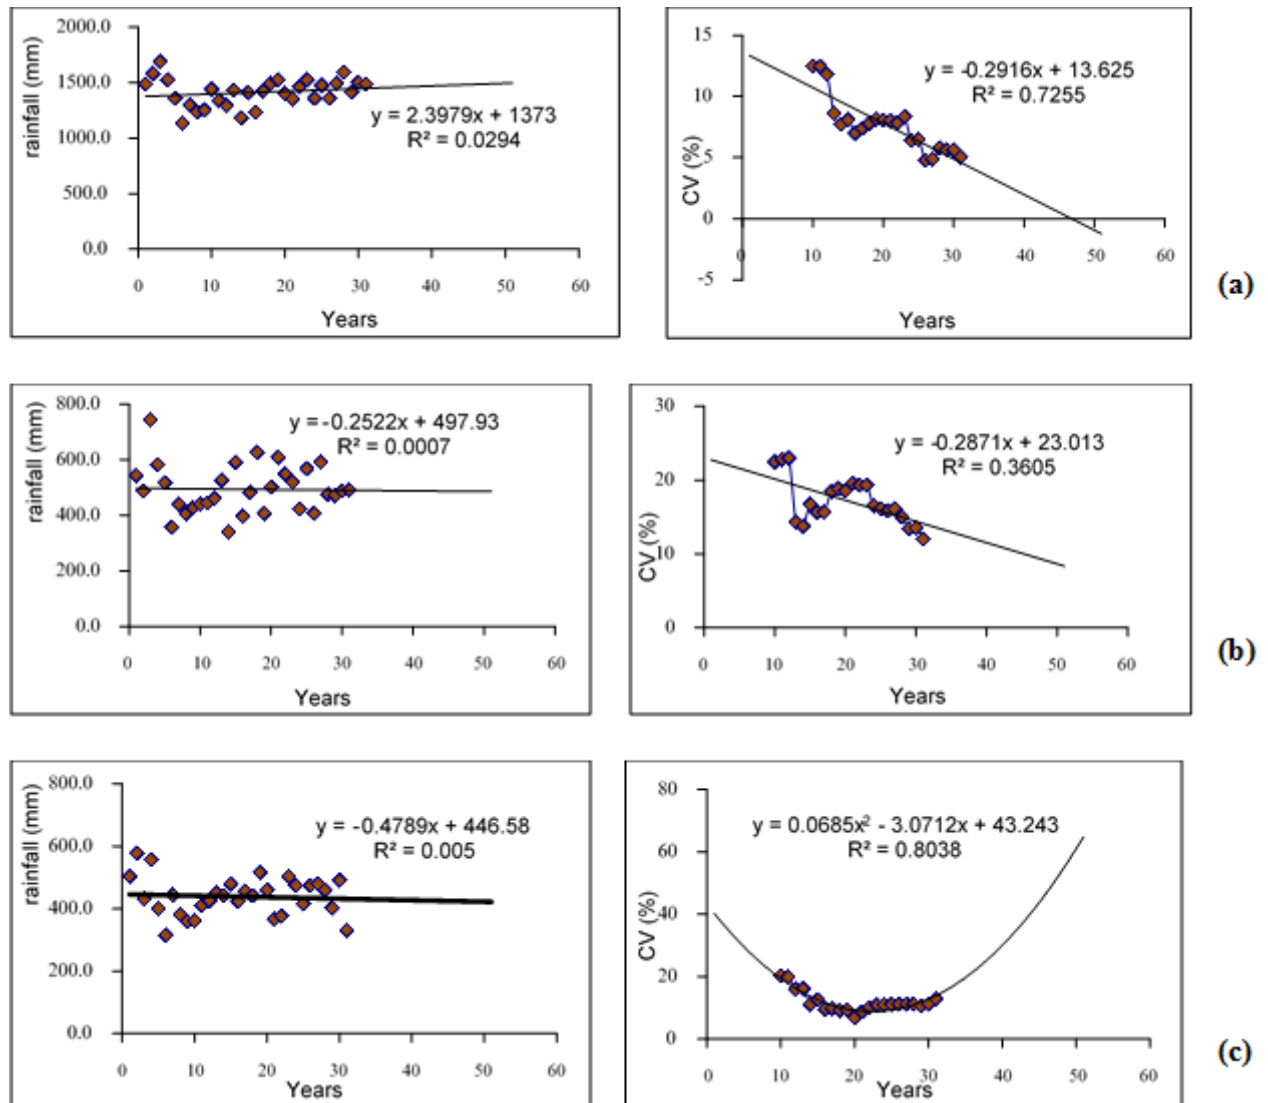 2000.0
1500.0
1000.0
500.0
0.0
rainfall (mm)
y = 2.3979x + 1373
R² = 0.0294
0 10 20 30 40 50 60
Years
15
10
5
0
-5
CV (%)
y = -0.2916x + 13.625
R² = 0.7255
0 10 20 30 40 50 60
Years
(a)
800.0
600.0
400.0
200.0
0.0
rainfall (mm)
y = -0.2522x + 497.93
R² = 0.0007
0 10 20 30 40 50 60
Years
30
20
10
0
CV (%)
y = -0.2871x + 23.013
R² = 0.3605
0 10 20 30 40 50 60
Years
(b)
800.0
600.0
400.0
200.0
0.0
rainfall (mm)
y = -0.4789x + 446.58
R² = 0.005
0 10 20 30 40 50 60
Years
80
60
40
20
0
CV (%)
y = 0.0685x² - 3.0712x + 43.243
R² = 0.8038
0 10 20 30 40 50 60
Years
(c)